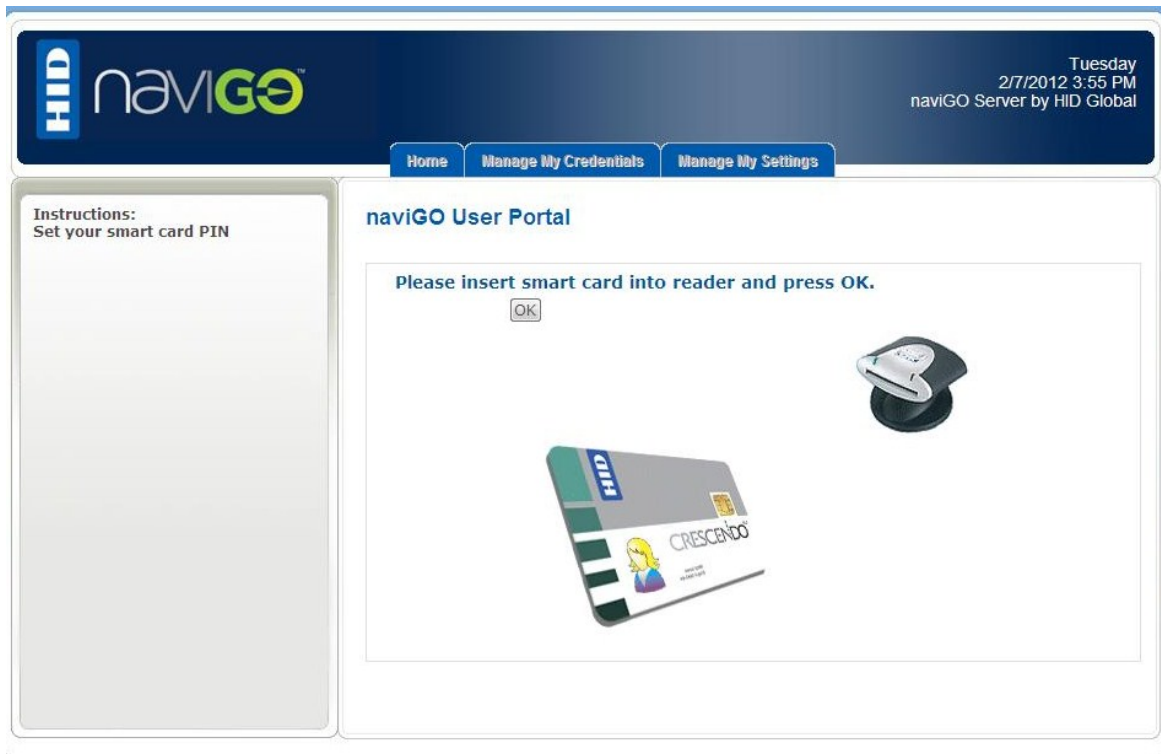 HID naviGO™
Tuesday
2/7/2012 3:55 PM
naviGO Server by HID Global
Home Manage My Credentials Manage My Settings
Instructions:
Set your smart card PIN
naviGO User Portal
Please insert smart card into reader and press OK.
OK
HID
CRESCENDO